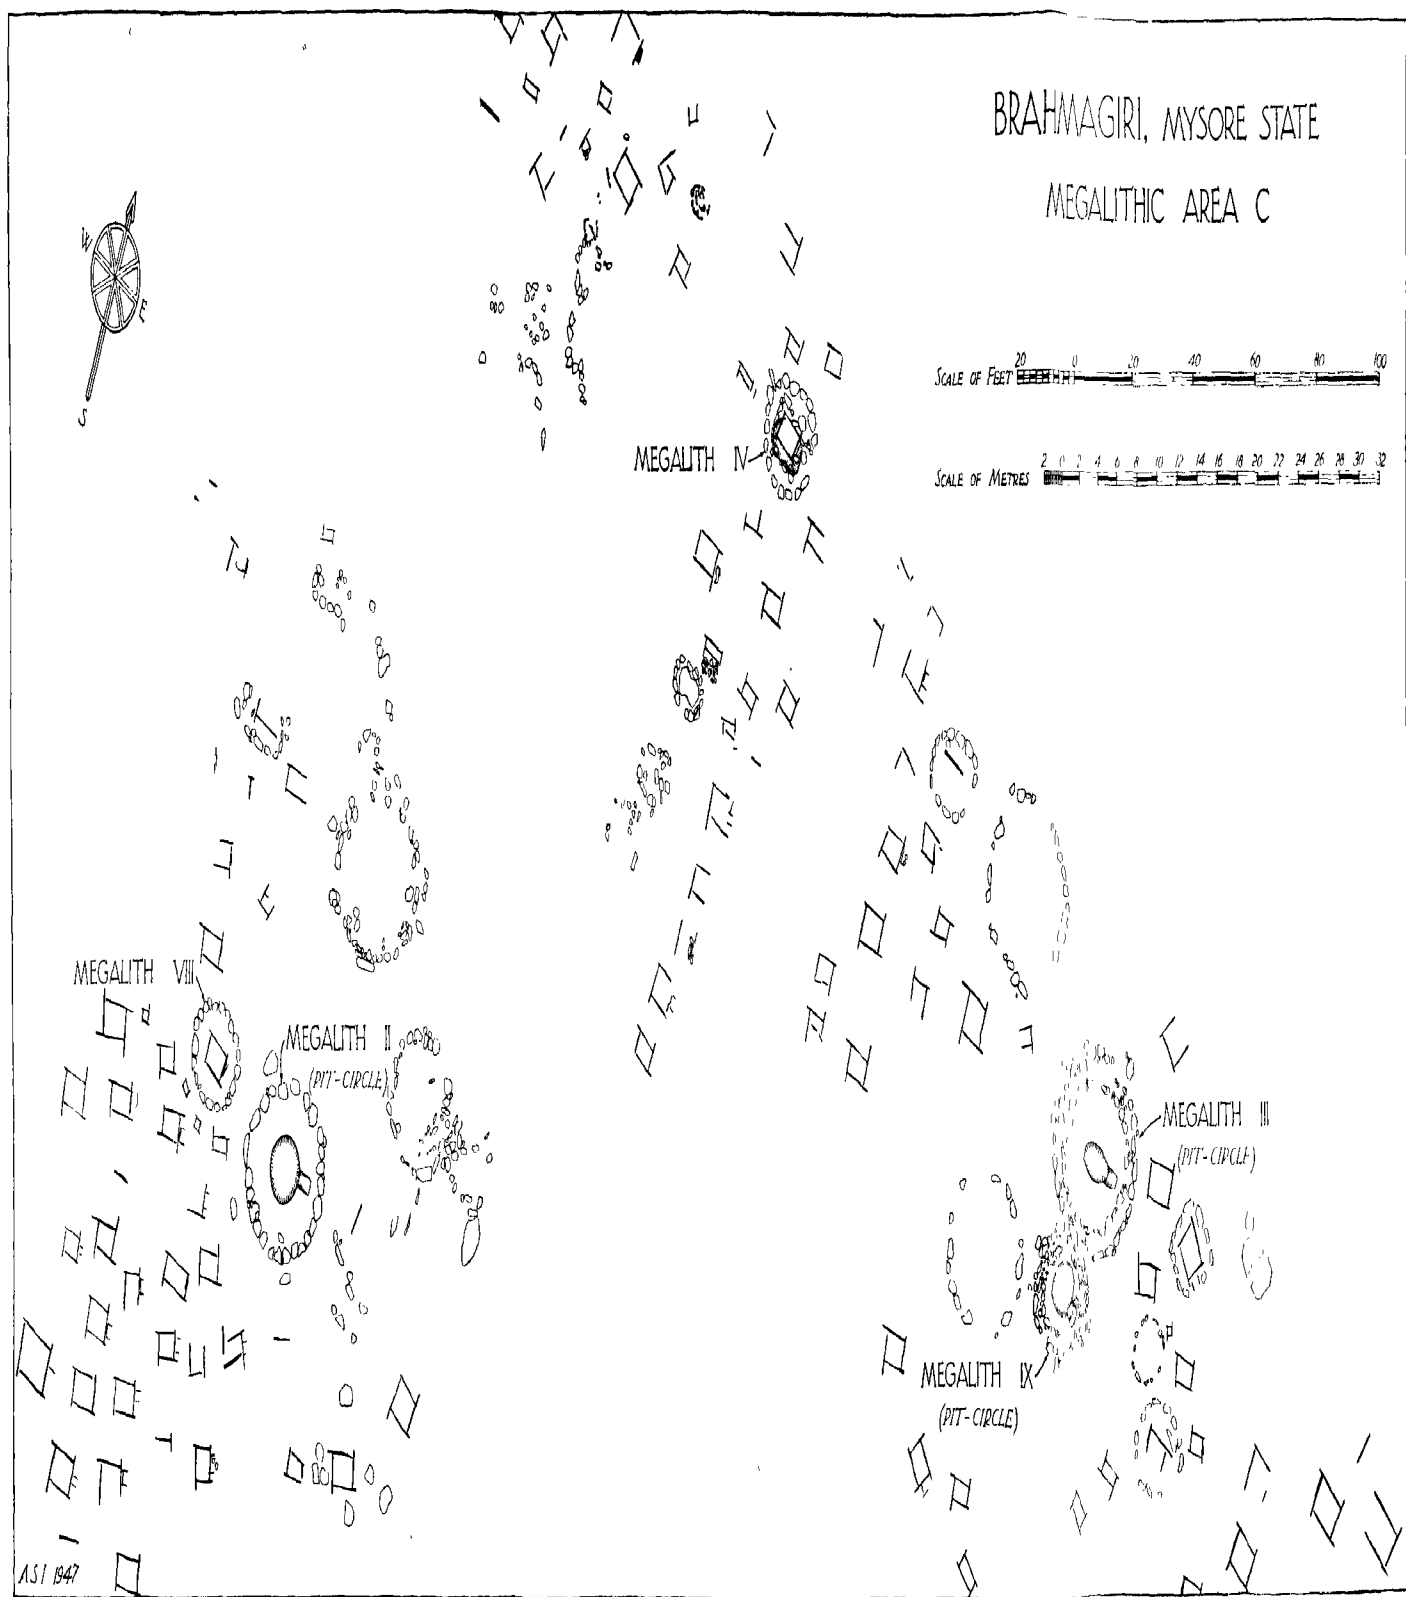 BRAHMAGIRI, MYSORE STATE
MEGALITHIC AREA C
W
E
S
SCALE OF FEET 20 0 20 40 60 80 100
SCALE OF METRES 2 0 2 4 6 8 10 12 14 16 18 20 22 24 26 28 30 32
MEGALITH IV
MEGALITH VIII
MEGALITH II
(PIT-CIRCLE)
MEGALITH III
(PIT-CIRCLE)
MEGALITH IX
(PIT-CIRCLE)
ASI 1947